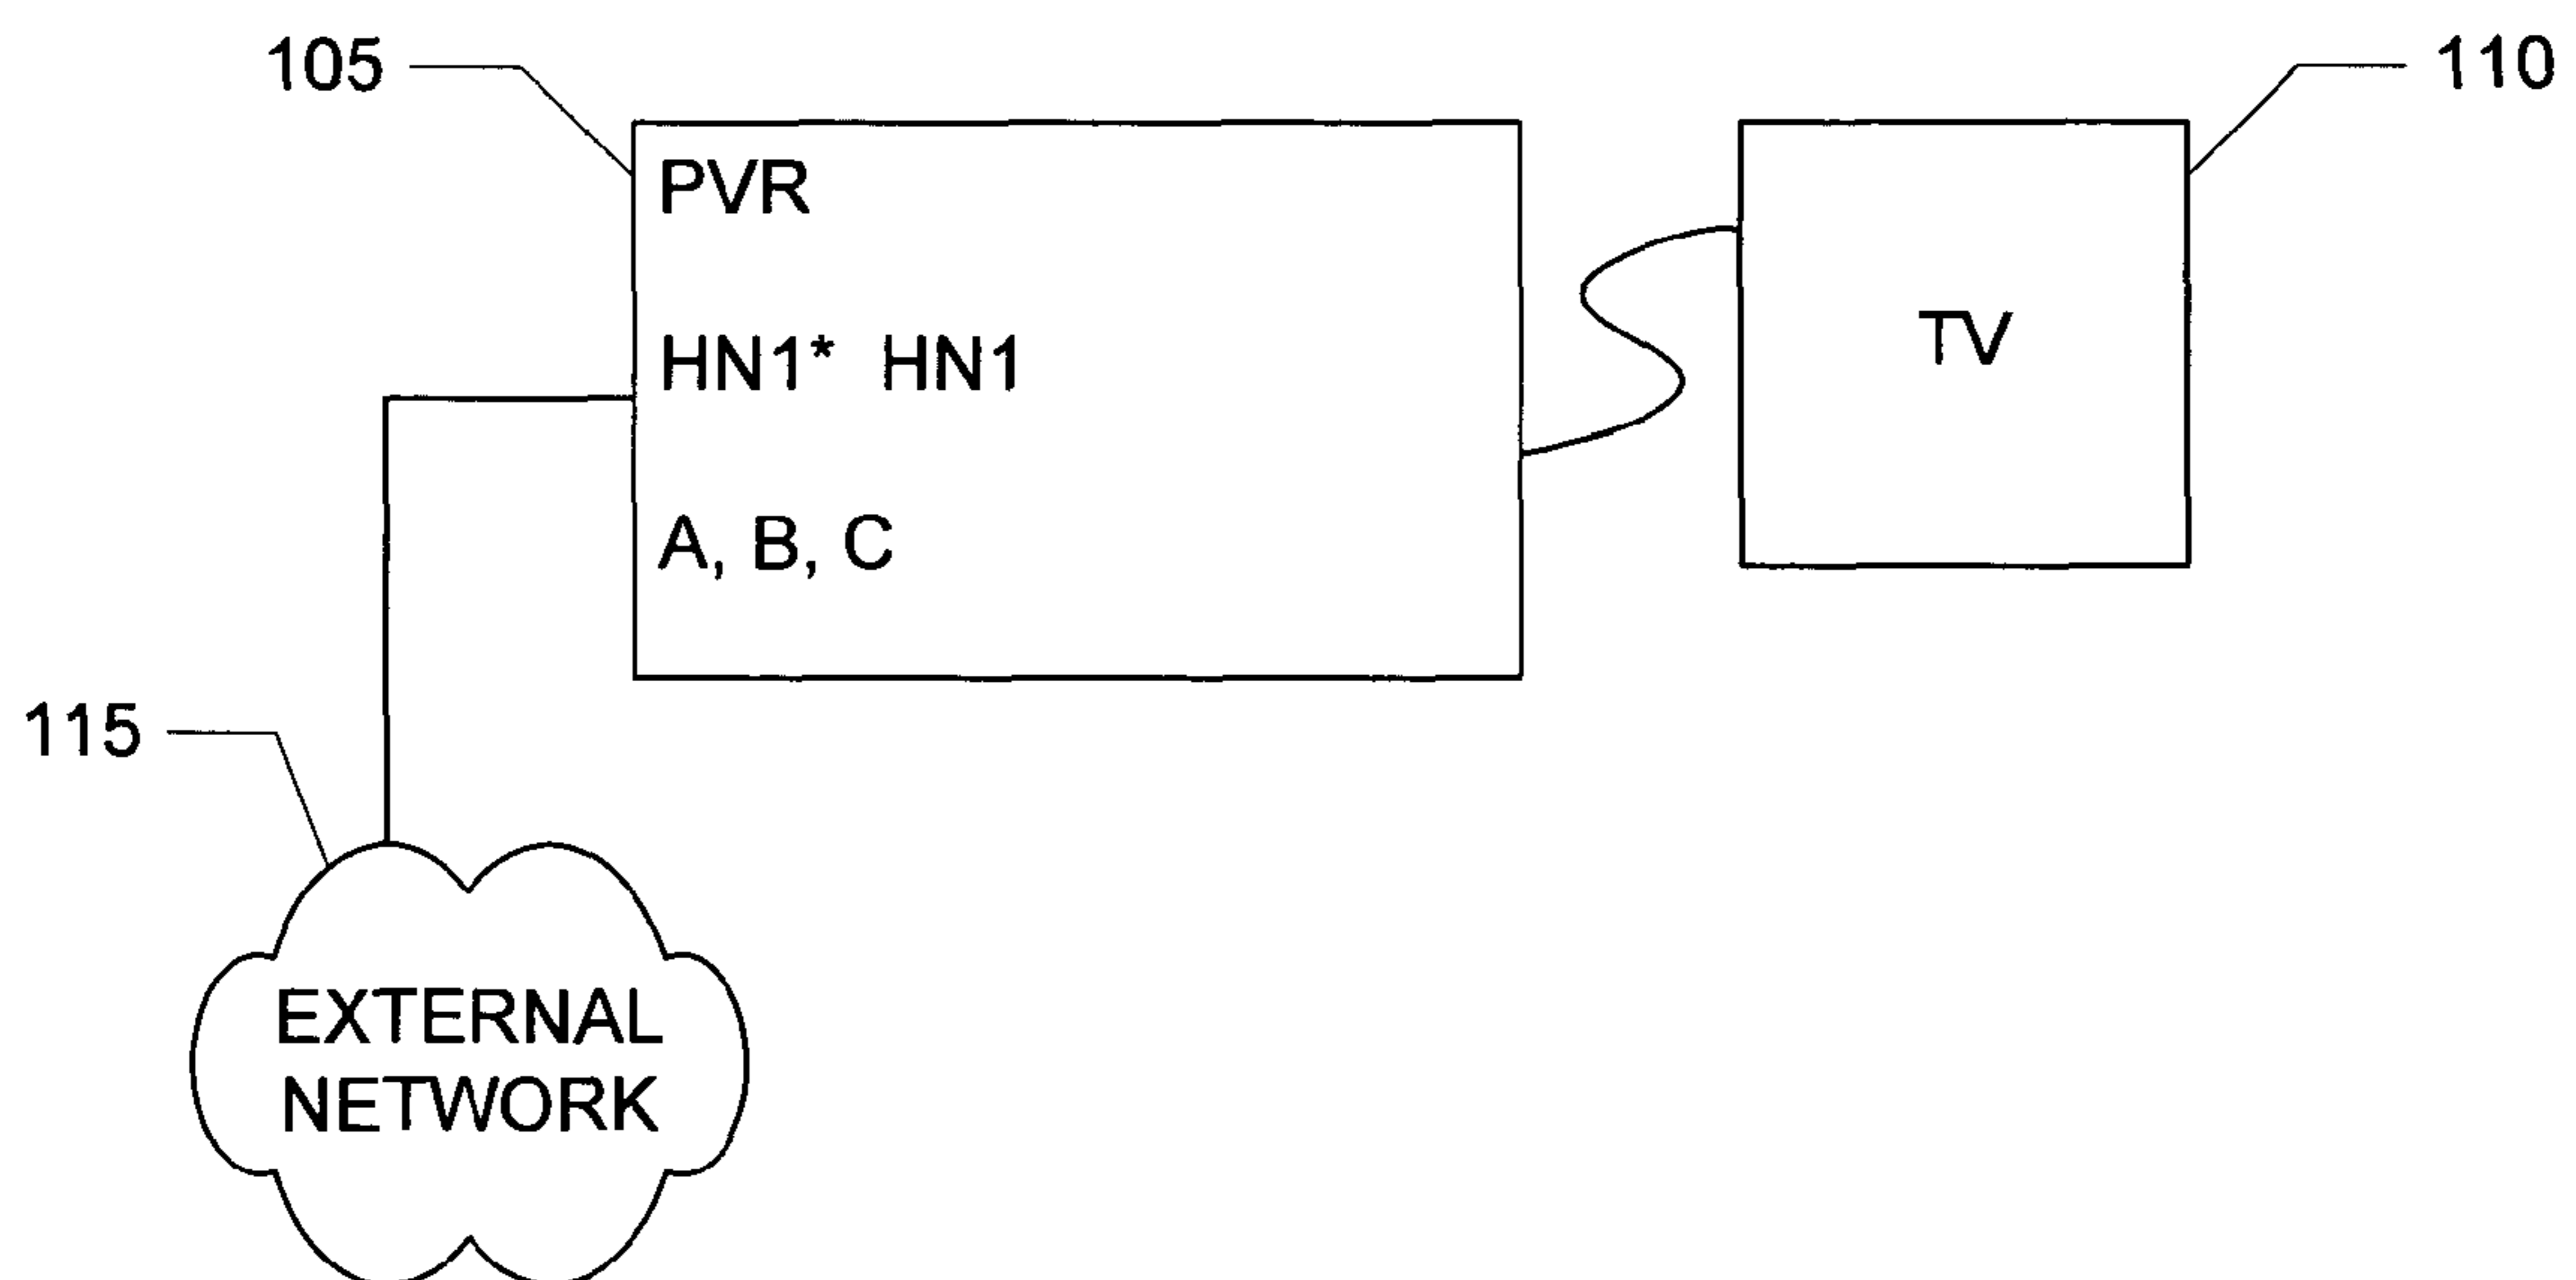 105
110
PVR
HN1* HN1
TV
A, B, C
115
EXTERNAL
NETWORK